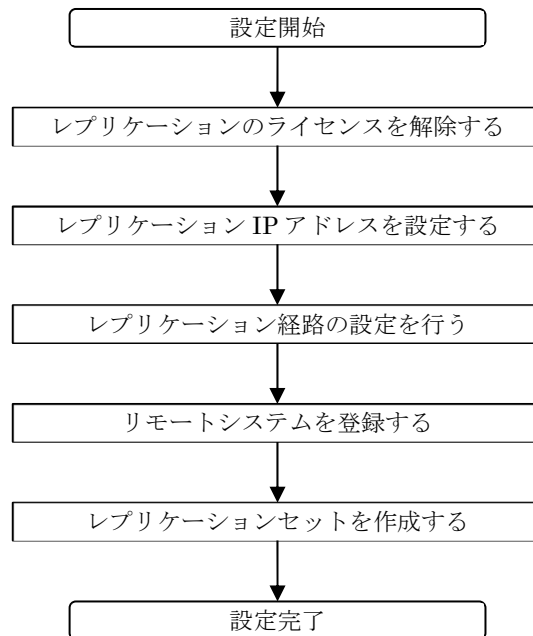 設定開始
レプリケーションのライセンスを解除する
レプリケーション IP アドレスを設定する
レプリケーション経路の設定を行う
リモートシステムを登録する
レプリケーションセットを作成する
設定完了